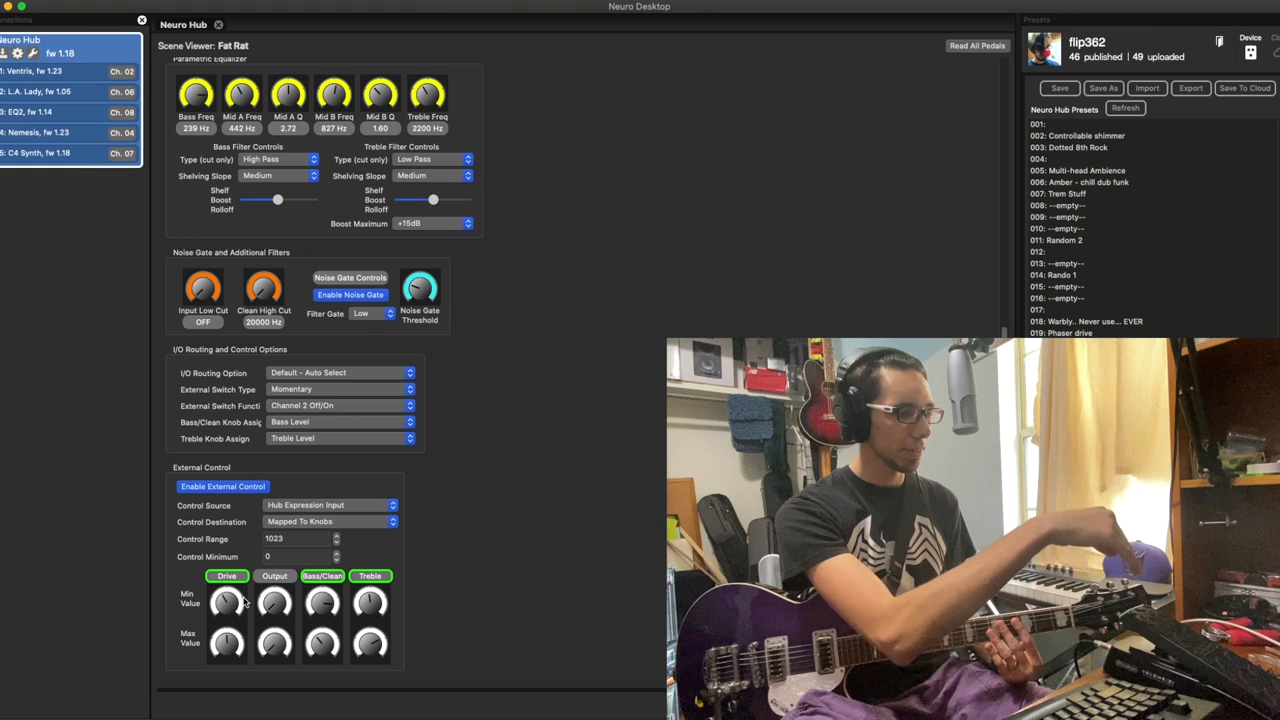 Neuro Desktop
nnections
Neuro Hub
fw 1.18
1: Ventris, fw 1.23 Ch. 02
2: L.A. Lady, fw 1.05 Ch. 06
3: EQ2, fw 1.14 Ch. 08
4: Nemesis, fw 1.23 Ch. 04
5: C4 Synth, fw 1.18 Ch. 07
Neuro Hub
Scene Viewer: Fat Rat
Read All Pedals
Parametric Equalizer
Bass Freq Mid A Freq Mid A Q Mid B Freq Mid B Q Treble Freq
239 Hz 442 Hz 2.72 827 Hz 1.60 2200 Hz
Bass Filter Controls Treble Filter Controls
Type (cut only) High Pass Type (cut only) Low Pass
Shelving Slope Medium Shelving Slope Medium
Shelf Shelf
Boost Boost
Rolloff Rolloff
Boost Maximum +15dB
Noise Gate and Additional Filters
Noise Gate Controls
Enable Noise Gate
Input Low Cut Clean High Cut Filter Gate Low Noise Gate
OFF 20000 Hz Threshold
I/O Routing and Control Options
I/O Routing Option Default - Auto Select
External Switch Type Momentary
External Switch Functi Channel 2 Off/On
Bass/Clean Knob Assig Bass Level
Treble Knob Assign Treble Level
External Control
Enable External Control
Control Source Hub Expression Input
Control Destination Mapped To Knobs
Control Range 1023
Control Minimum 0
Drive Output Bass/Clean Treble
Min
Value
Max
Value
Presets
flip362
46 published | 49 uploaded
Device
Save Save As Import Export Save To Cloud
Neuro Hub Presets Refresh
001:
002: Controllable shimmer
003: Dotted 8th Rock
004:
005: Multi-head Ambience
006: Amber - chill dub funk
007: Trem Stuff
008: --empty--
009: --empty--
010: --empty--
011: Random 2
012:
013: --empty--
014: Rando 1
015: --empty--
016: --empty--
017:
018: Warbly.. Never use... EVER
019: Phaser drive